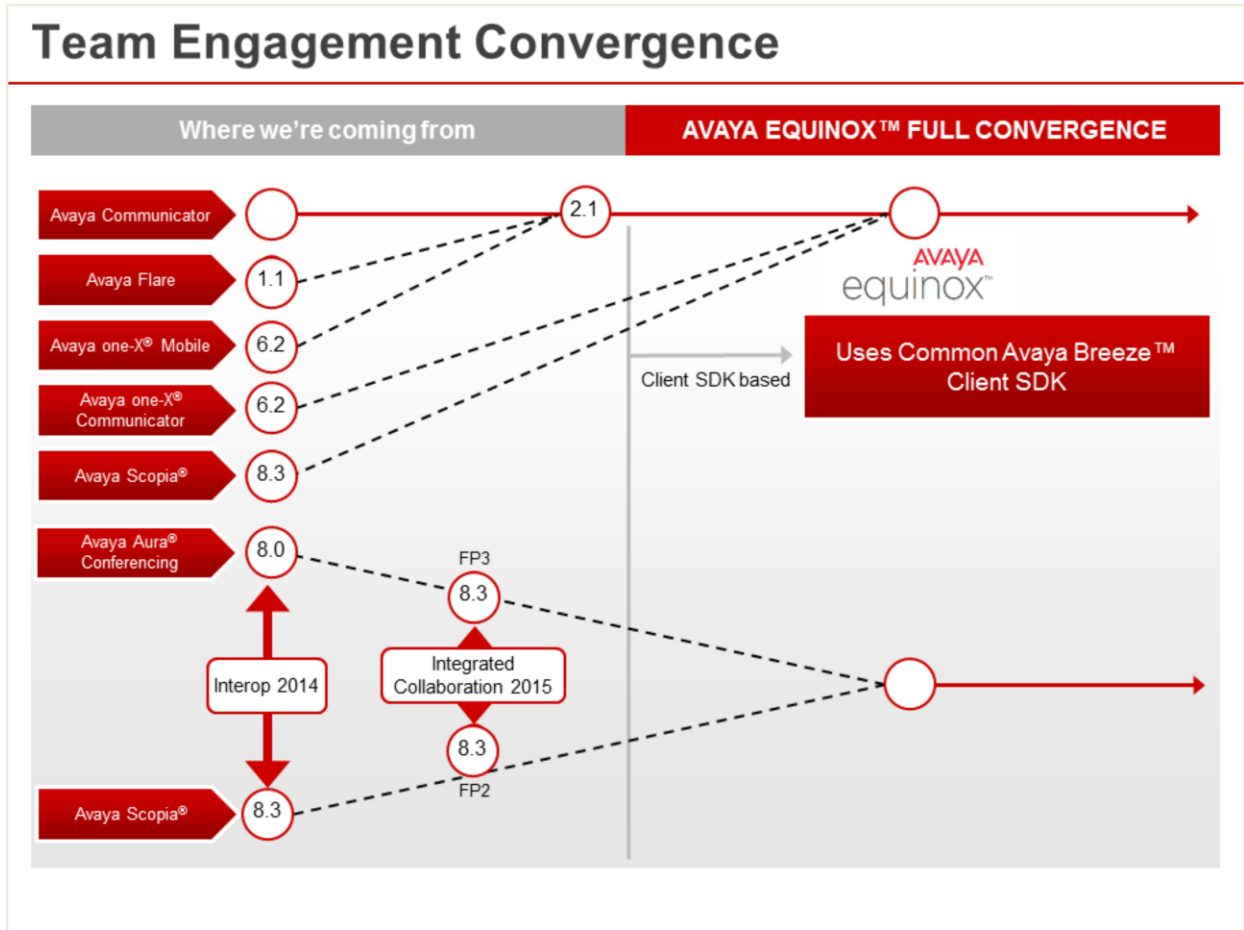 Team Engagement Convergence
Where we're coming from
AVAYA EQUINOX™ FULL CONVERGENCE
Avaya Communicator
2.1
Avaya Flare
1.1
AVAYA
equinox™
Avaya one-X® Mobile
6.2
Uses Common Avaya Breeze™
Client SDK
Client SDK based
Avaya one-X®
Communicator
6.2
Avaya Scopia®
8.3
Avaya Aura®
Conferencing
8.0
FP3
8.3
Interop 2014
Integrated
Collaboration 2015
8.3
FP2
Avaya Scopia®
8.3